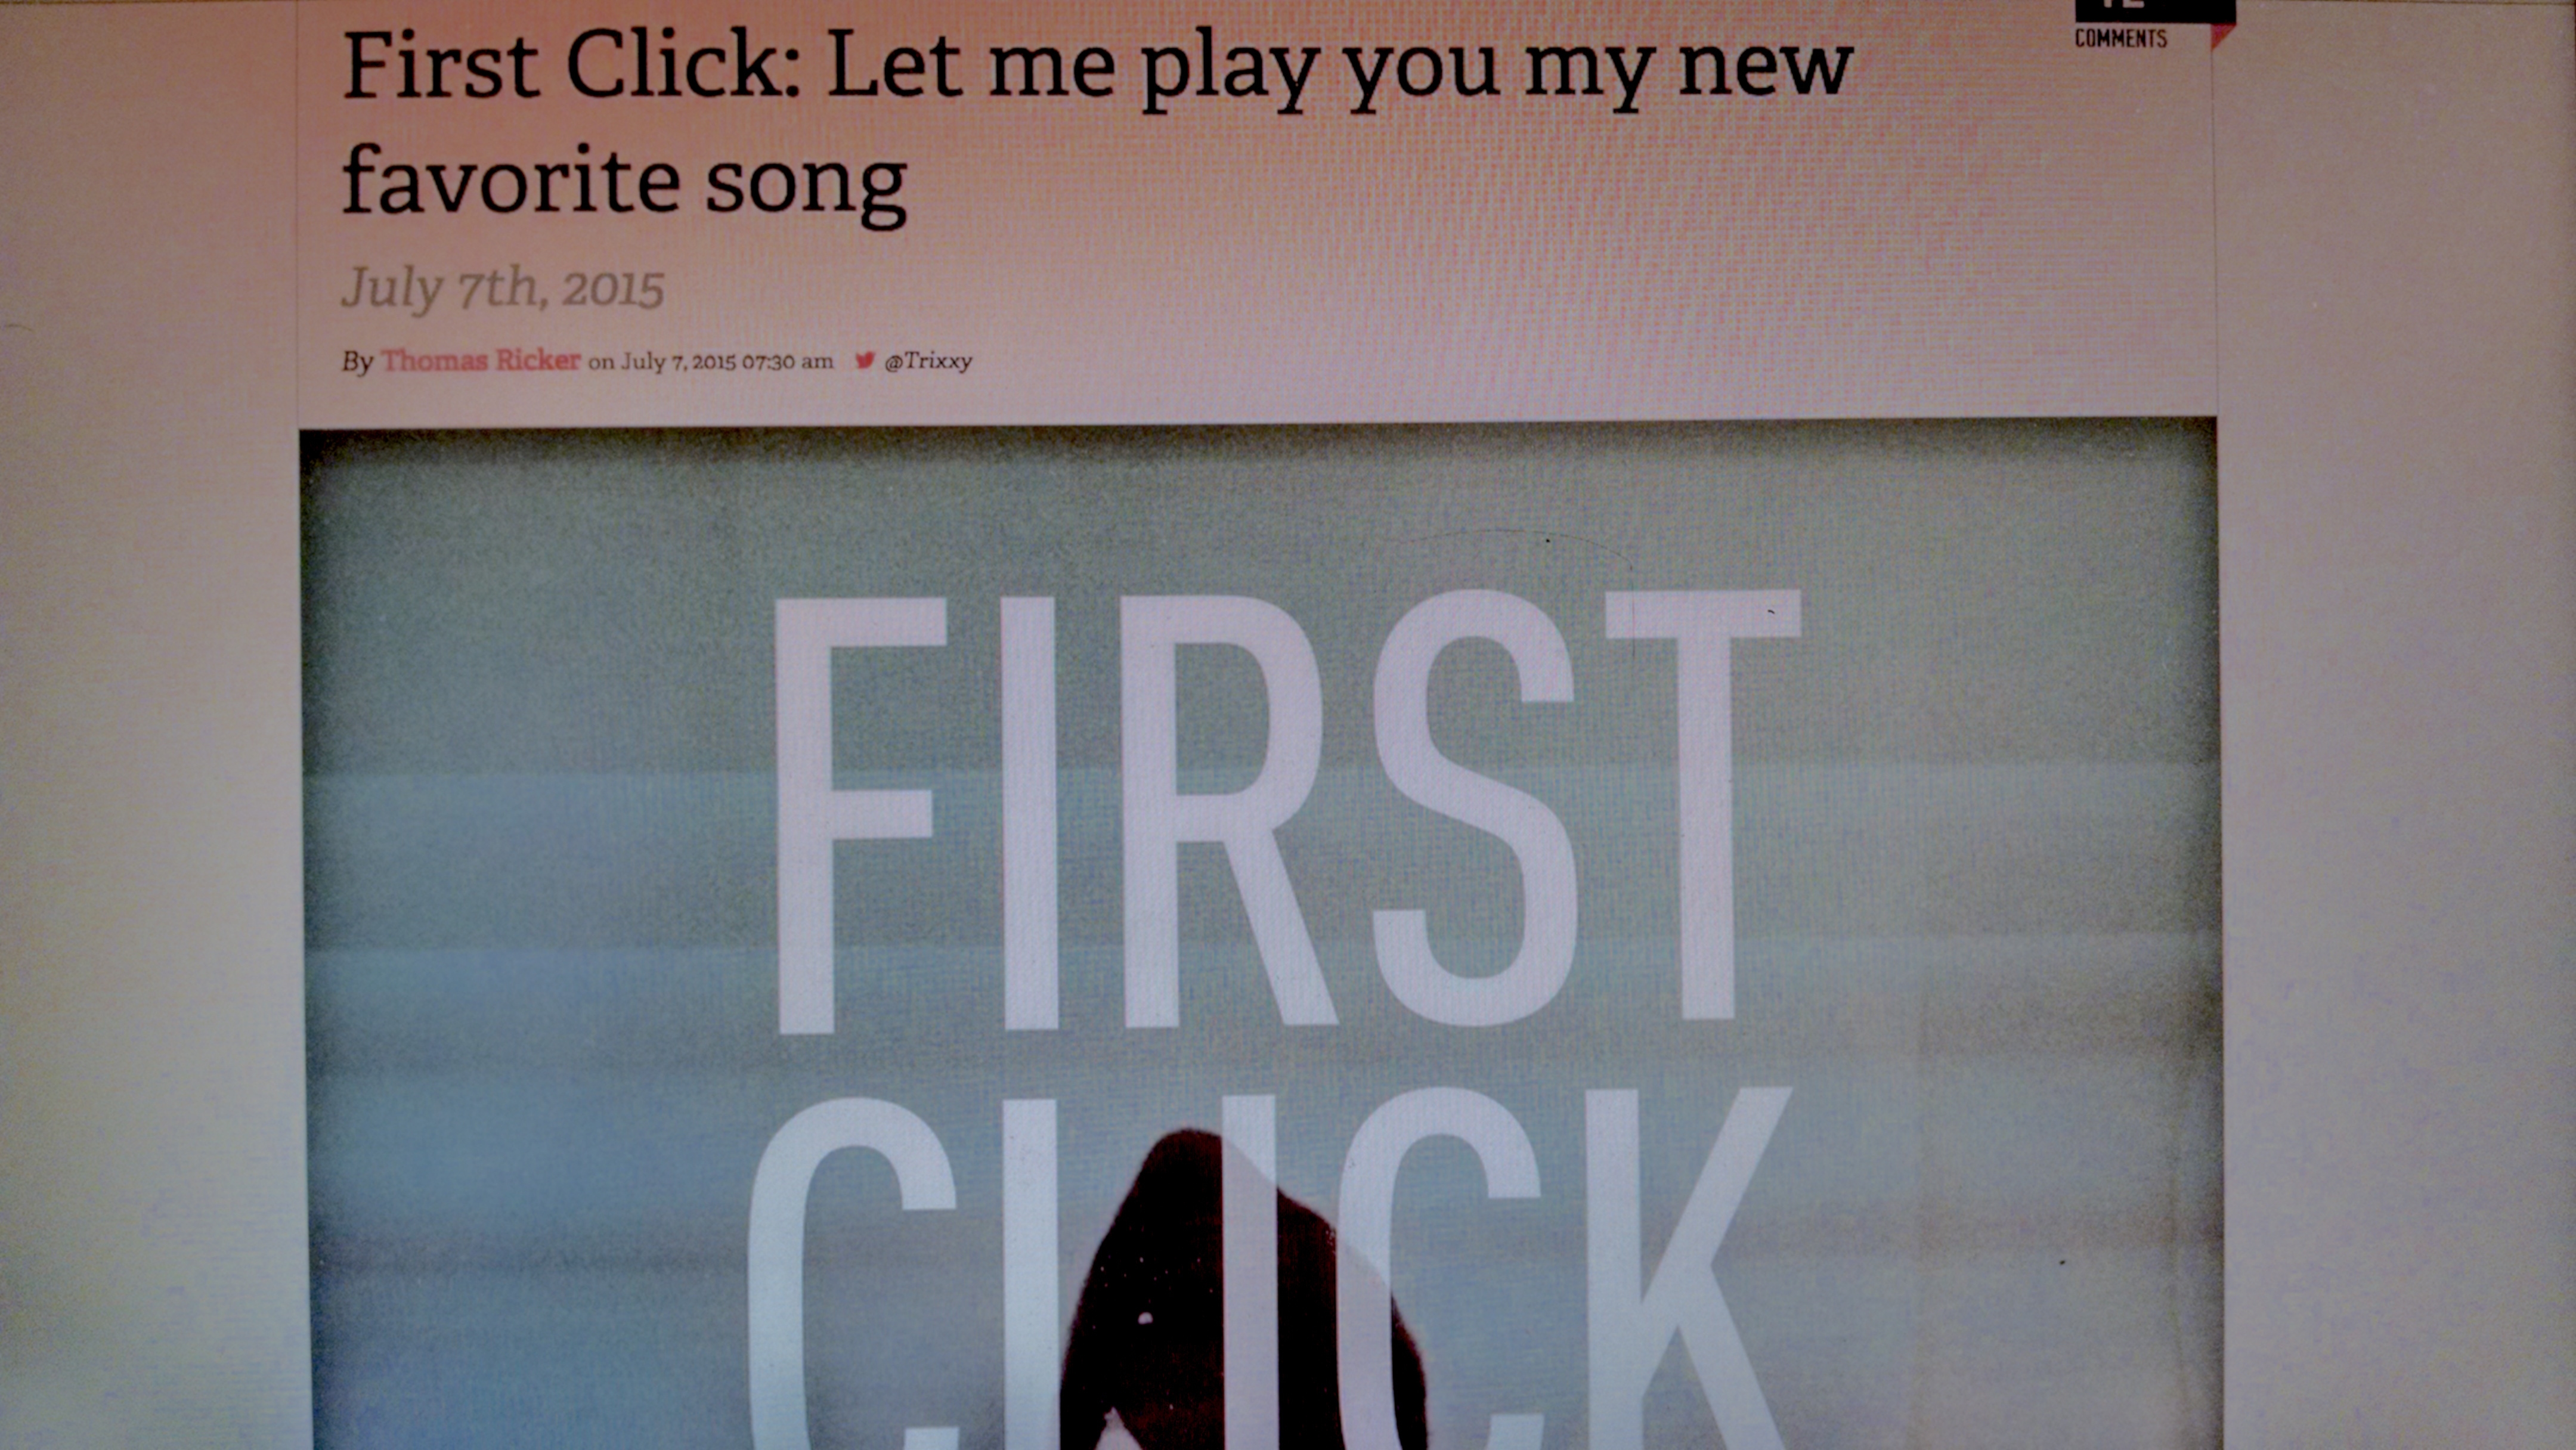 COMMENTS
First Click: Let me play you my new
favorite song
July 7th, 2015
By Thomas Ricker on July 7, 2015 07:30 am @Trixxy
FIRST
CLICK